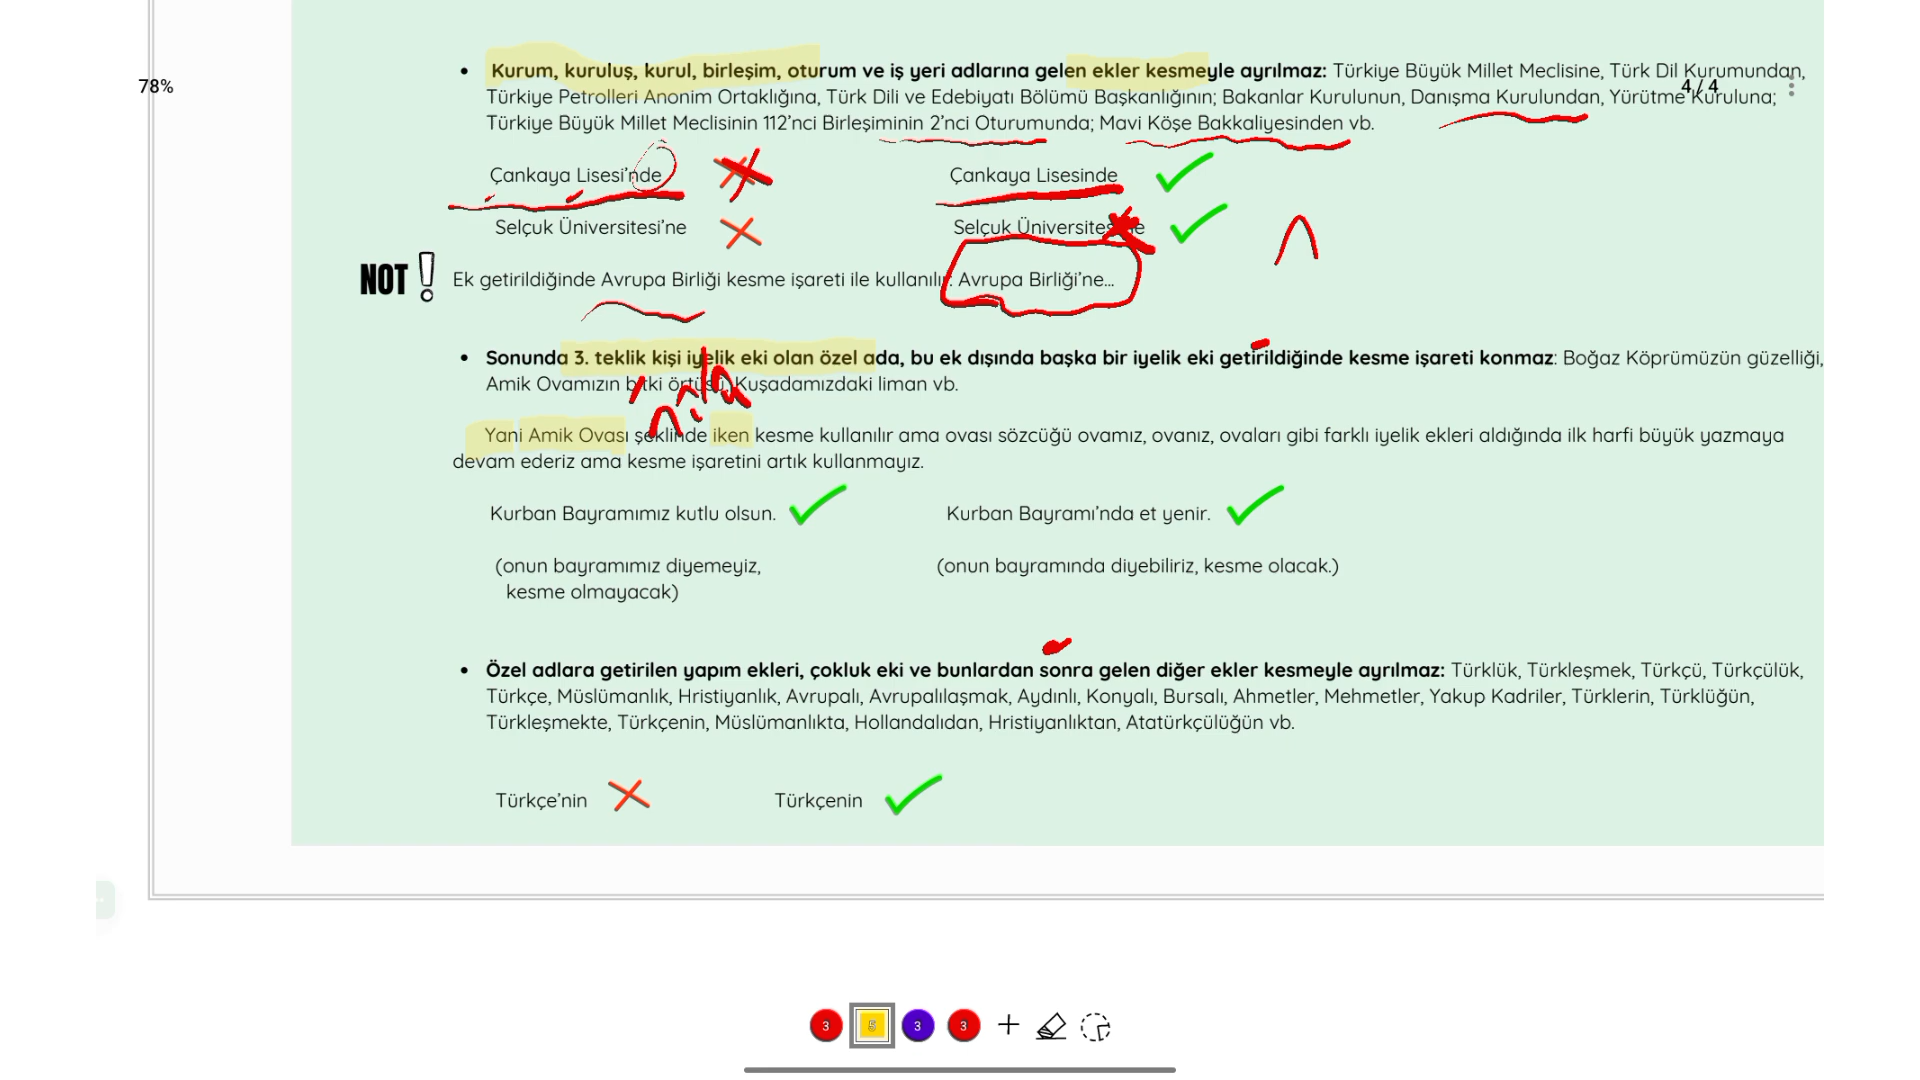 • Kurum, kuruluş, kurul, birleşim, oturum ve iş yeri adlarına gelen ekler kesmeyle ayrılmaz: Türkiye Büyük Millet Meclisine, Türk Dil Kurumundan,
78%
4 / 4
Türkiye Petrolleri Anonim Ortaklığına, Türk Dili ve Edebiyatı Bölümü Başkanlığının; Bakanlar Kurulunun, Danışma Kurulundan, Yürütme Kuruluna;
Türkiye Büyük Millet Meclisinin 112’nci Birleşiminin 2’nci Oturumunda; Mavi Köşe Bakkaliyesinden vb.
Çankaya Lisesi’nde Çankaya Lisesinde
Selçuk Üniversitesi’ne Selçuk
NOT! Ek getirildiğinde Avrupa Birliği kesme işareti ile kullanılır. Avrupa Birliği’ne...
• Sonunda 3. teklik kişi iyelik eki olan özel ada, bu ek dışında başka bir iyelik eki getirildiğinde kesme işareti konmaz: Boğaz Köprümüzün güzelliği,
Amik Ovamızın bitki örtüsü, Kuşadamızdaki liman vb.
Yani Amik Ovası şeklinde iken kesme kullanılır ama ovası sözcüğü ovamız, ovanız, ovaları gibi farklı iyelik ekleri aldığında ilk harfi büyük yazmaya
devam ederiz ama kesme işaretini artık kullanmayız.
Kurban Bayramımız kutlu olsun. Kurban Bayramı’nda et yenir.
(onun bayramımız diyemeyiz, (onun bayramında diyebiliriz, kesme olacak.)
kesme olmayacak)
• Özel adlara getirilen yapım ekleri, çokluk eki ve bunlardan sonra gelen diğer ekler kesmeyle ayrılmaz: Türklük, Türkleşmek, Türkçü, Türkçülük,
Türkçe, Müslümanlık, Hristiyanlık, Avrupalı, Avrupalılaşmak, Aydınlı, Konyalı, Bursalı, Ahmetler, Mehmetler, Yakup Kadriler, Türklerin, Türklüğün,
Türkleşmekte, Türkçenin, Müslümanlıkta, Hollandalıdan, Hristiyanlıktan, Atatürkçülüğün vb.
Türkçe’nin Türkçenin
3 5 3 3